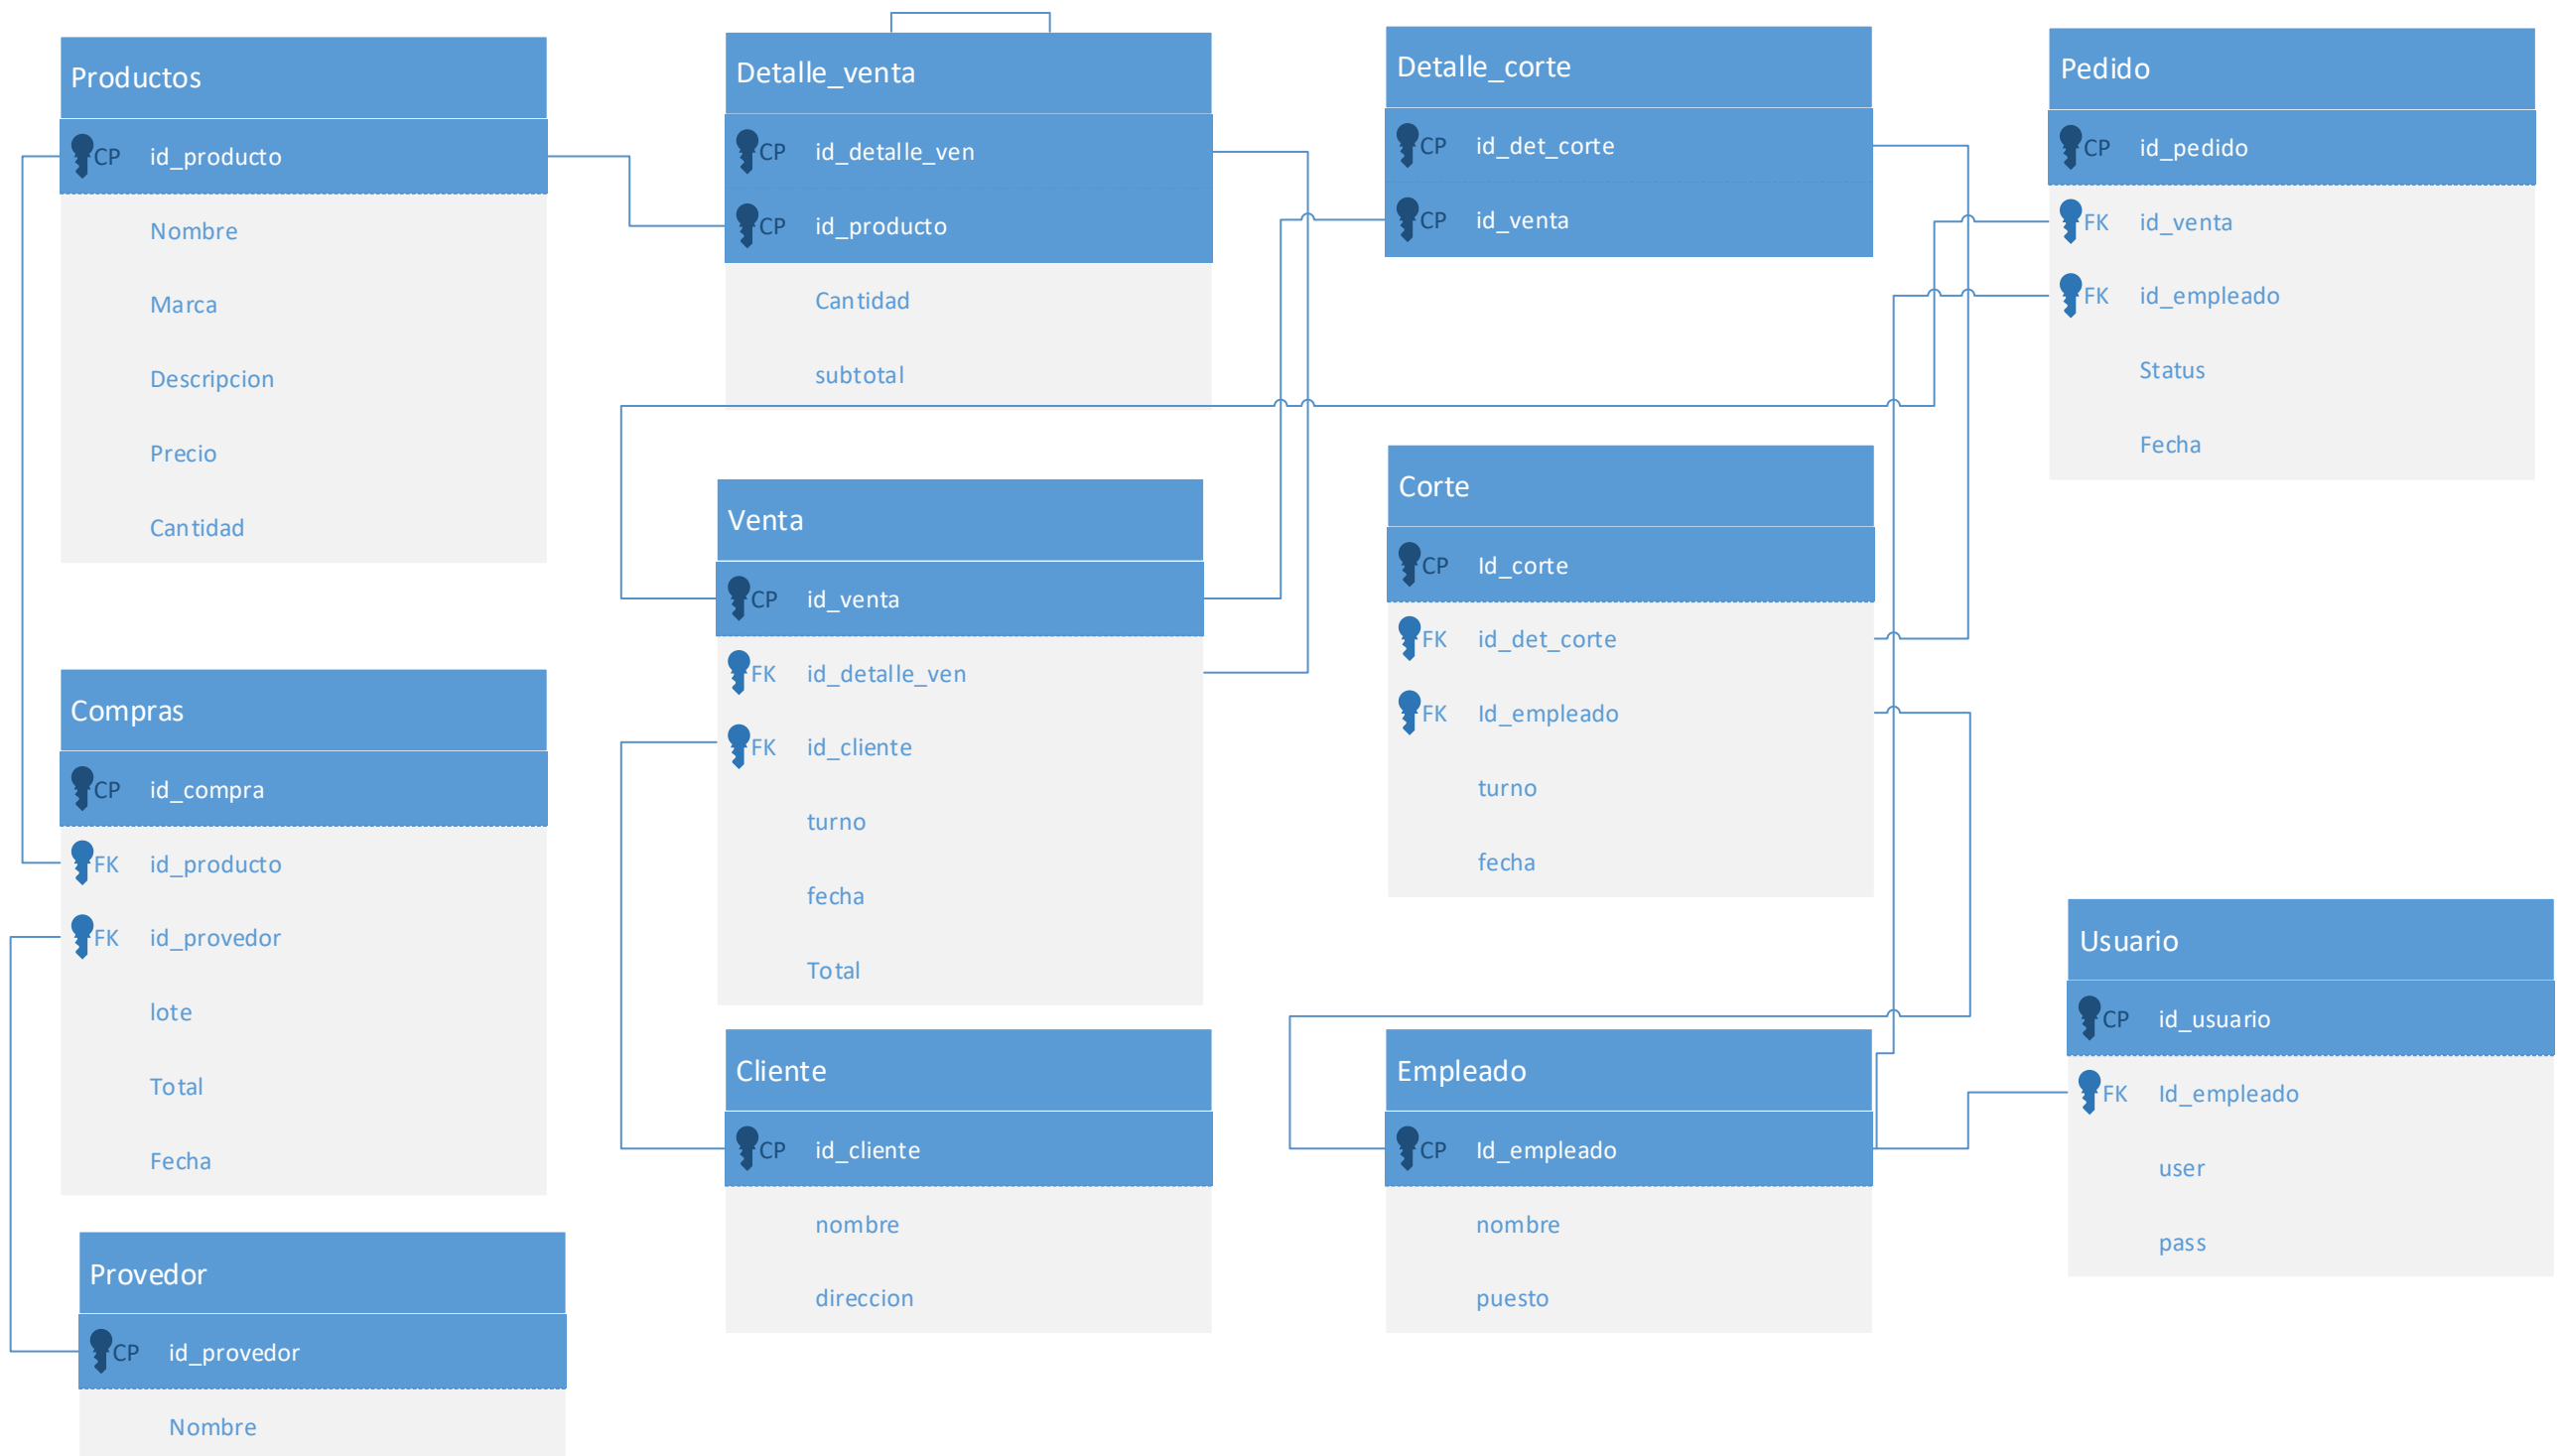 Productos
CP id_producto
Nombre
Marca
Descripcion
Precio
Cantidad
Detalle_venta
CP id_detalle_ven
CP id_producto
Cantidad
subtotal
Detalle_corte
CP id_det_corte
CP id_venta
Pedido
CP id_pedido
FK id_venta
FK id_empleado
Status
Fecha
Venta
CP id_venta
FK id_detalle_ven
FK id_cliente
turno
fecha
Total
Corte
CP Id_corte
FK id_det_corte
FK Id_empleado
turno
fecha
Compras
CP id_compra
FK id_producto
FK id_provedor
lote
Total
Fecha
Usuario
CP id_usuario
FK Id_empleado
user
pass
Cliente
CP id_cliente
nombre
direccion
Empleado
CP Id_empleado
nombre
puesto
Provedor
CP id_provedor
Nombre